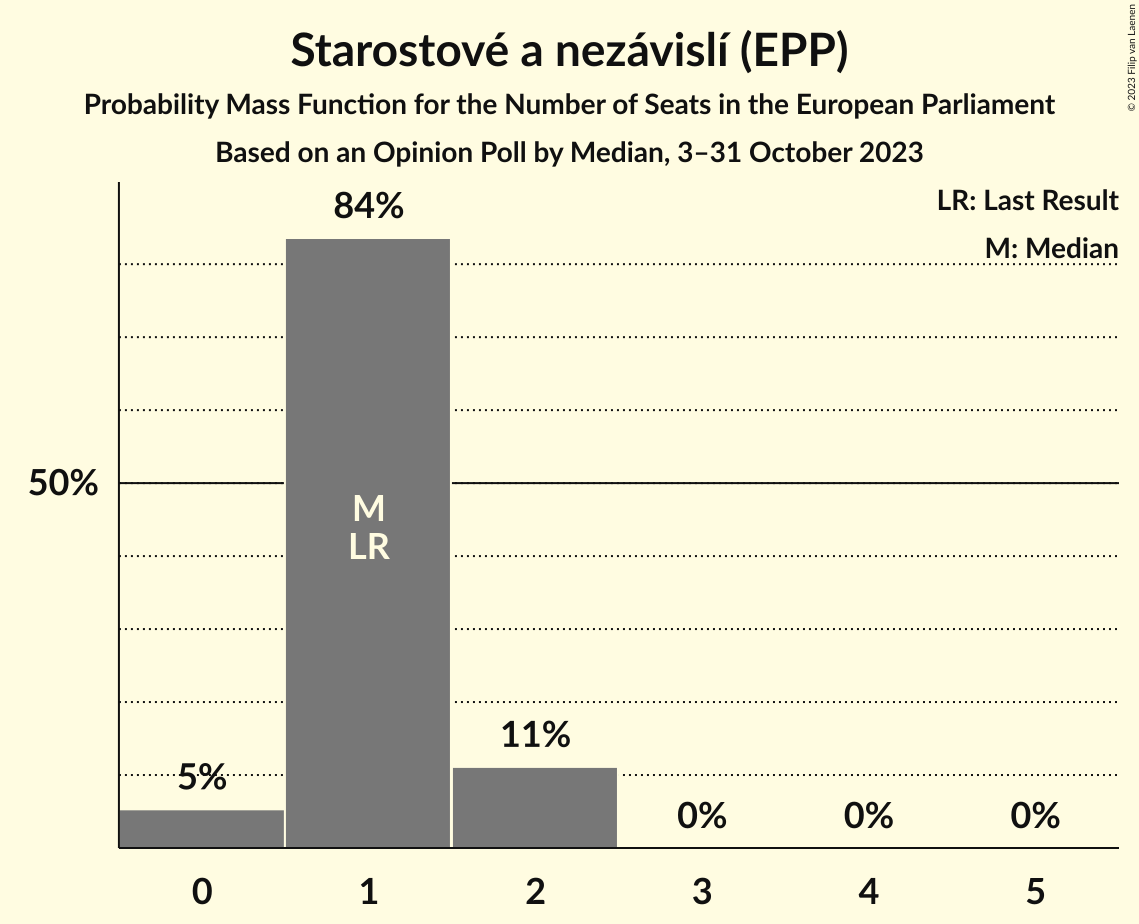 Starostové a nezávislí (EPP)
Probability Mass Function for the Number of Seats in the European Parliament
Based on an Opinion Poll by Median, 3–31 October 2023
© 2023 Filip van Laenen
LR: Last Result
M: Median
84%
50%
M
LR
11%
5%
0%
0%
0%
0
1
2
3
4
5